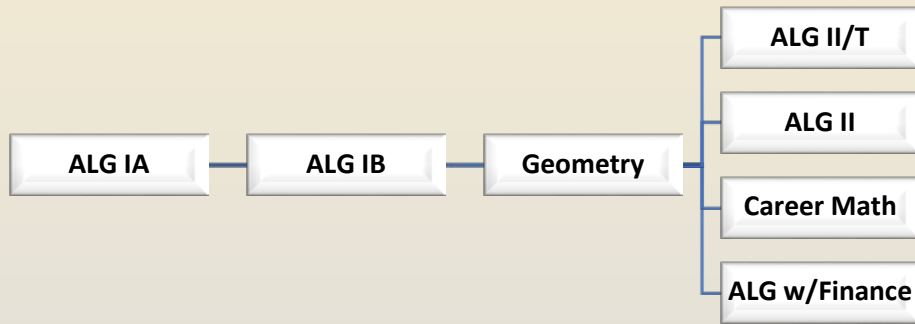 ALG IA
ALG IB
Geometry
ALG II/T
ALG II
Career Math
ALG w/Finance